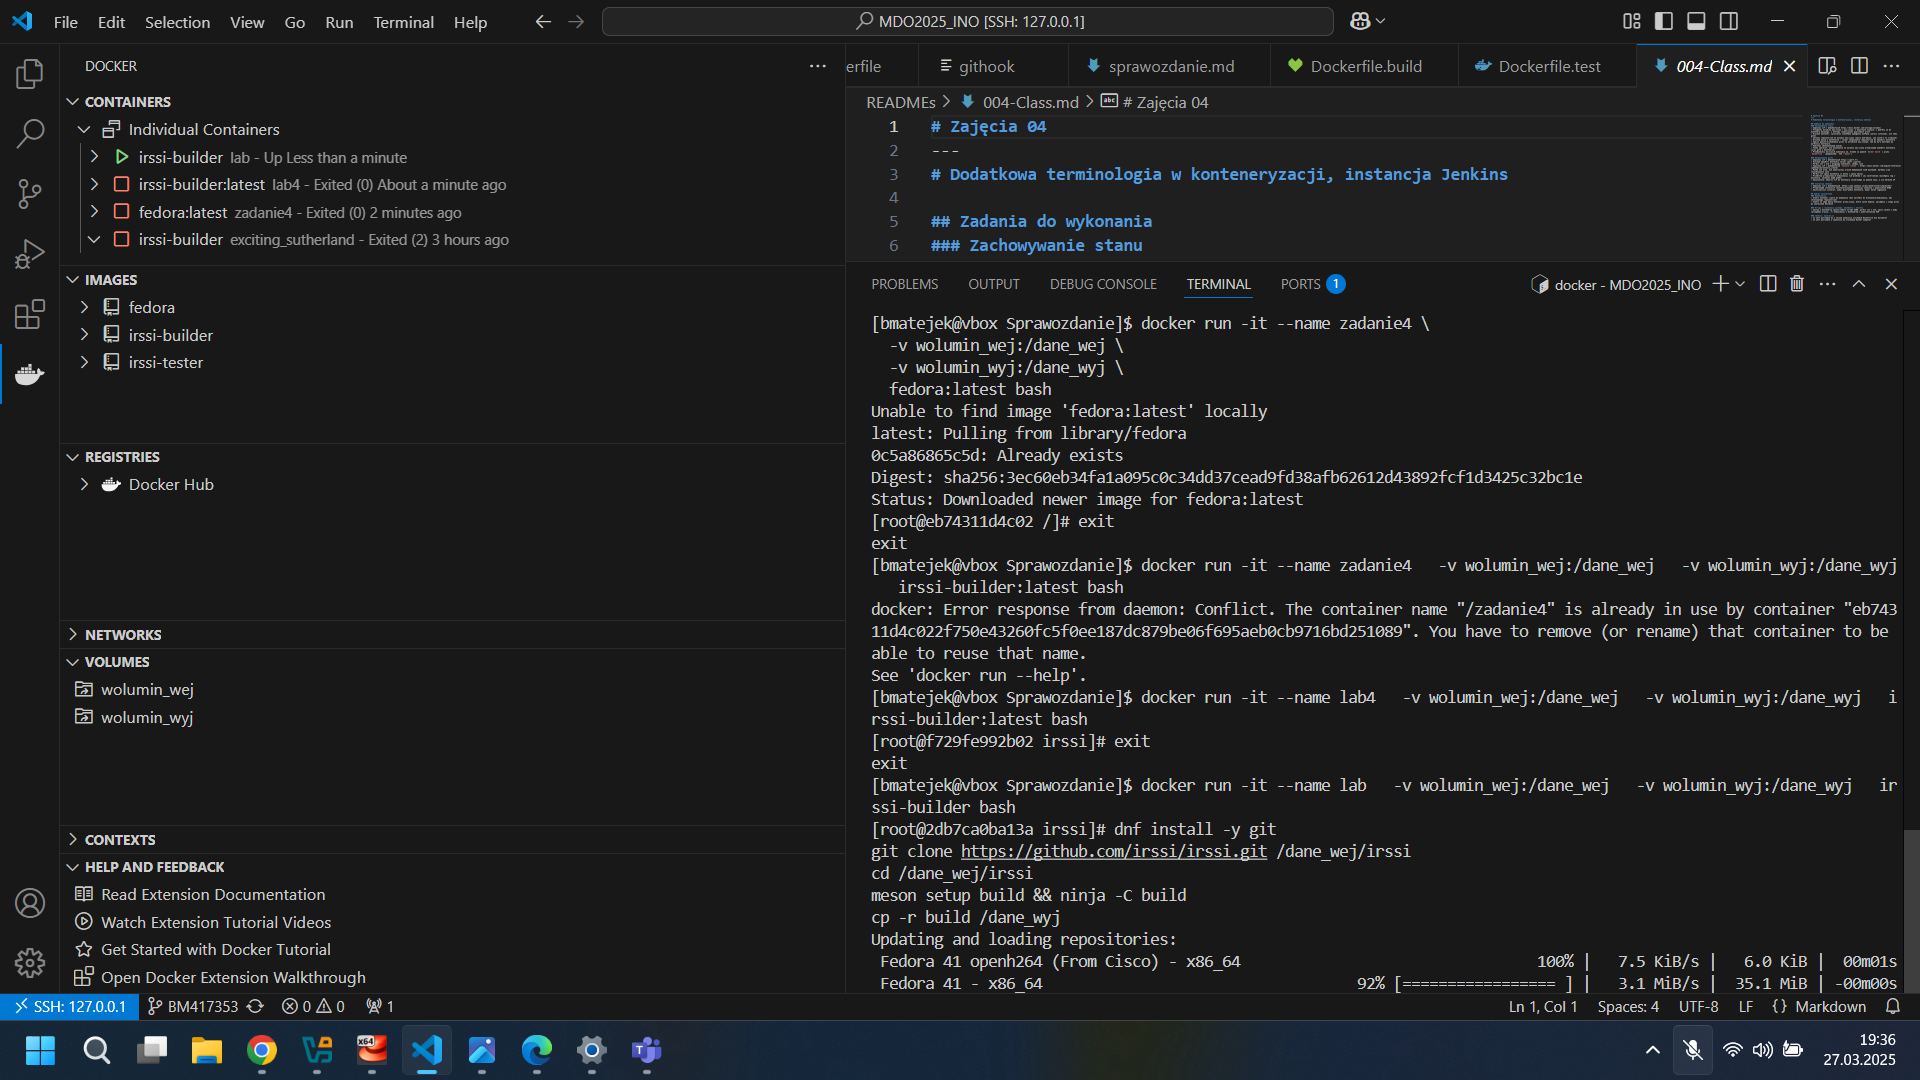 File Edit Selection View Go Run Terminal Help
MDO2025_INO [SSH: 127.0.0.1]
DOCKER
CONTAINERS
Individual Containers
irssi-builder lab - Up Less than a minute
irssi-builder:latest lab4 - Exited (0) About a minute ago
fedora:latest zadanie4 - Exited (0) 2 minutes ago
irssi-builder exciting_sutherland - Exited (2) 3 hours ago
IMAGES
fedora
irssi-builder
irssi-tester
REGISTRIES
Docker Hub
NETWORKS
VOLUMES
wolumin_wej
wolumin_wyj
CONTEXTS
HELP AND FEEDBACK
Read Extension Documentation
Watch Extension Tutorial Videos
Get Started with Docker Tutorial
Open Docker Extension Walkthrough
erfile githook sprawozdanie.md Dockerfile.build Dockerfile.test 004-Class.md
READMEs > 004-Class.md > # Zajęcia 04
1 # Zajęcia 04
2 ---
3 # Dodatkowa terminologia w konteneryzacji, instancja Jenkins
4
5 ## Zadania do wykonania
6 ### Zachowywanie stanu
PROBLEMS OUTPUT DEBUG CONSOLE TERMINAL PORTS 1
docker - MDO2025_INO
[bmatejek@vbox Sprawozdanie]$ docker run -it --name zadanie4 \
-v wolumin_wej:/dane_wej \
-v wolumin_wyj:/dane_wyj \
fedora:latest bash
Unable to find image 'fedora:latest' locally
latest: Pulling from library/fedora
0c5a86865c5d: Already exists
Digest: sha256:3ec60eb34fa1a095c0c34dd37cead9fd38afb62612d43892fcf1d3425c32bc1e
Status: Downloaded newer image for fedora:latest
[root@eb74311d4c02 /]# exit
exit
[bmatejek@vbox Sprawozdanie]$ docker run -it --name zadanie4 -v wolumin_wej:/dane_wej -v wolumin_wyj:/dane_wyj
irssi-builder:latest bash
docker: Error response from daemon: Conflict. The container name "/zadanie4" is already in use by container "eb743
11d4c022f750e43260fc5f0ee187dc879be06f695aeb0cb9716bd251089". You have to remove (or rename) that container to be
able to reuse that name.
See 'docker run --help'.
[bmatejek@vbox Sprawozdanie]$ docker run -it --name lab4 -v wolumin_wej:/dane_wej -v wolumin_wyj:/dane_wyj i
rssi-builder:latest bash
[root@f729fe992b02 irssi]# exit
exit
[bmatejek@vbox Sprawozdanie]$ docker run -it --name lab -v wolumin_wej:/dane_wej -v wolumin_wyj:/dane_wyj ir
ssi-builder bash
[root@2db7ca0ba13a irssi]# dnf install -y git
git clone https://github.com/irssi/irssi.git /dane_wej/irssi
cd /dane_wej/irssi
meson setup build && ninja -C build
cp -r build /dane_wyj
Updating and loading repositories:
Fedora 41 openh264 (From Cisco) - x86_64 100% | 7.5 KiB/s | 6.0 KiB | 00m01s
Fedora 41 - x86_64 92% [================= ] | 3.1 MiB/s | 35.1 MiB | -00m00s
SSH: 127.0.0.1 BM417353 0 0 1
Ln 1, Col 1 Spaces: 4 UTF-8 LF {} Markdown
19:36
27.03.2025